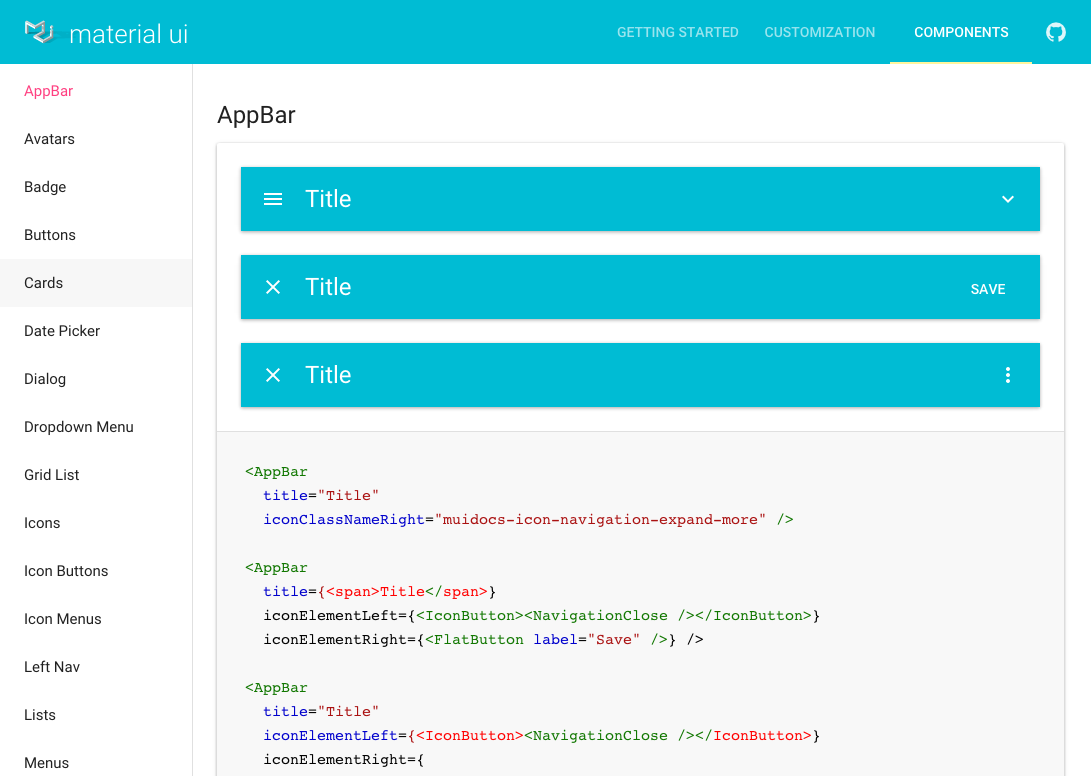 material ui
GETTING STARTED
CUSTOMIZATION
COMPONENTS
AppBar
Avatars
Badge
Buttons
Cards
Date Picker
Dialog
Dropdown Menu
Grid List
Icons
Icon Buttons
Icon Menus
Left Nav
Lists
Menus
AppBar
Title
Title
SAVE
Title
<AppBar
  title="Title"
  iconClassNameRight="muidocs-icon-navigation-expand-more" />

<AppBar
  title={<span>Title</span>}
  iconElementLeft={<IconButton><NavigationClose /></IconButton>}
  iconElementRight={<FlatButton label="Save" />} />

<AppBar
  title="Title"
  iconElementLeft={<IconButton><NavigationClose /></IconButton>}
  iconElementRight={